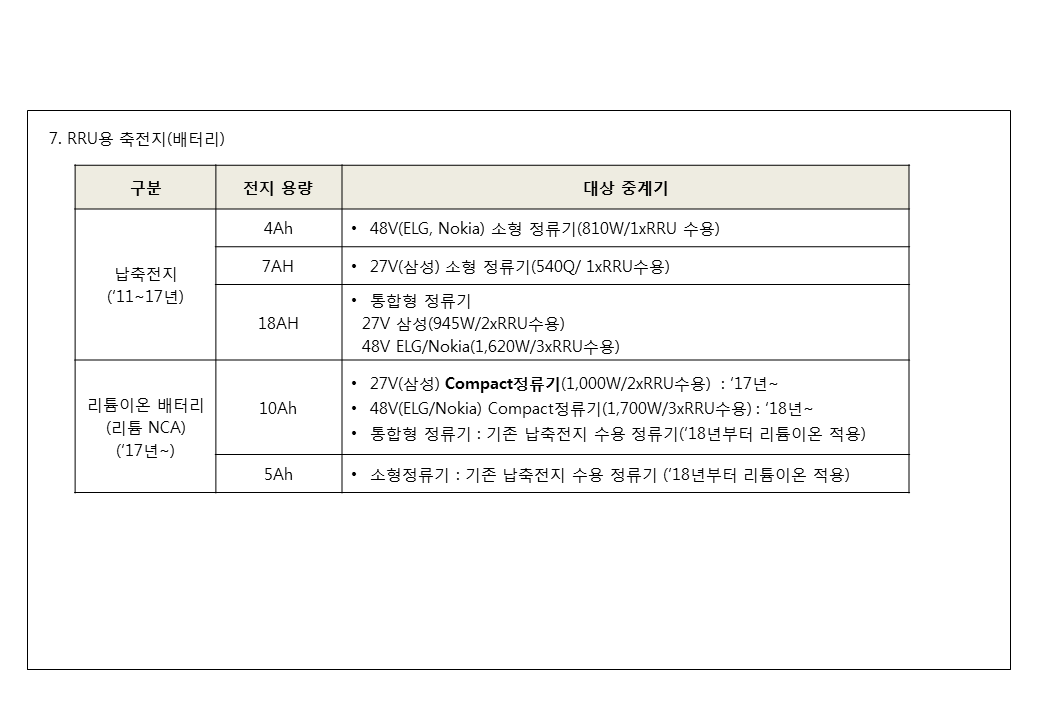 7. RRU용 축전지(배터리)
구분 전지 용량 대상 중계기
납축전지
(‘11~17년)
4Ah
• 48V(ELG, Nokia) 소형 정류기(810W/1xRRU 수용)
7AH
• 27V(삼성) 소형 정류기(540Q/ 1xRRU수용)
18AH
• 통합형 정류기
27V 삼성(945W/2xRRU수용)
48V ELG/Nokia(1,620W/3xRRU수용)
리튬이온 배터리
(리튬 NCA)
(‘17년~)
10Ah
• 27V(삼성) Compact정류기(1,000W/2xRRU수용) : ‘17년~
• 48V(ELG/Nokia) Compact정류기(1,700W/3xRRU수용) : ‘18년~
• 통합형 정류기 : 기존 납축전지 수용 정류기(‘18년부터 리튬이온 적용)
5Ah
• 소형정류기 : 기존 납축전지 수용 정류기 (‘18년부터 리튬이온 적용)